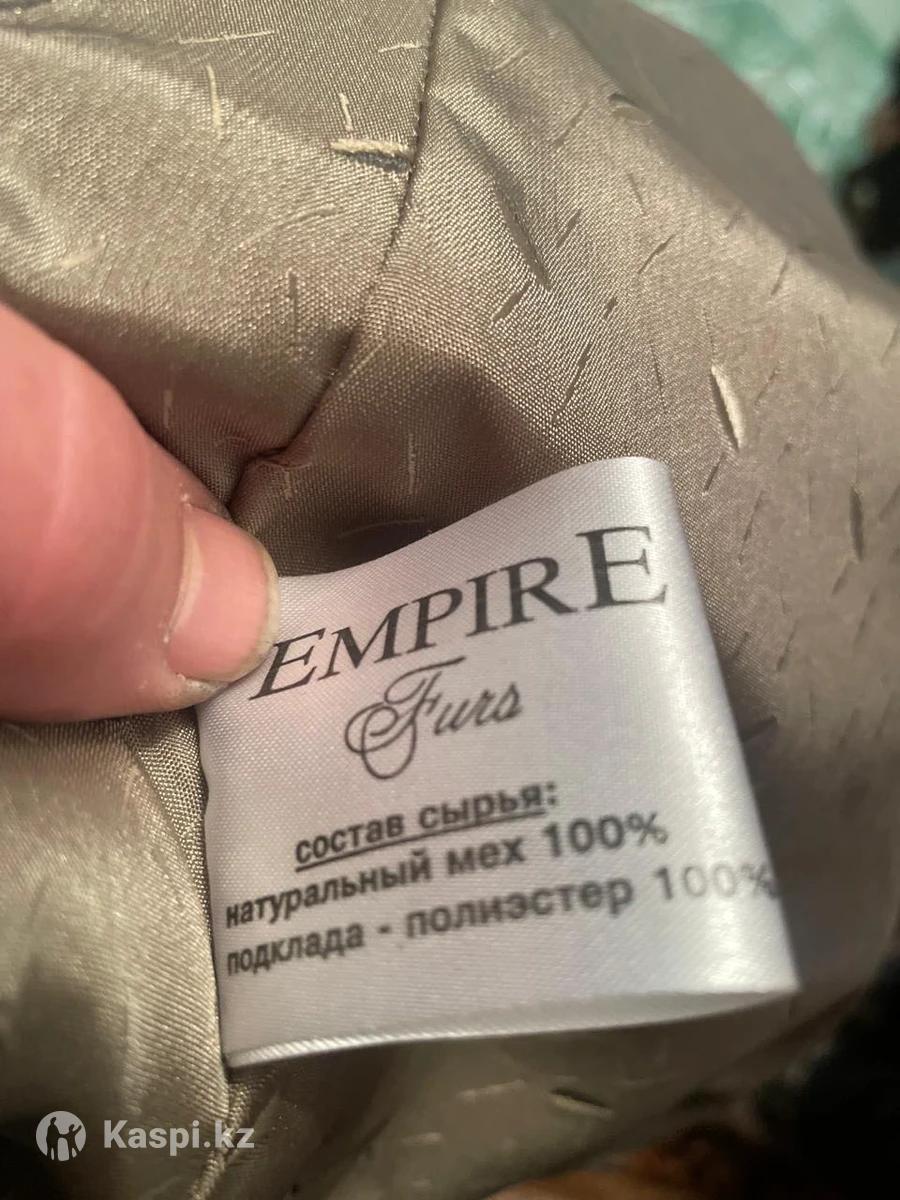 EMPIRE
Furs
состав сырья:
натуральный мех 100%
подклада - полиэстер 100%
Kaspi.kz